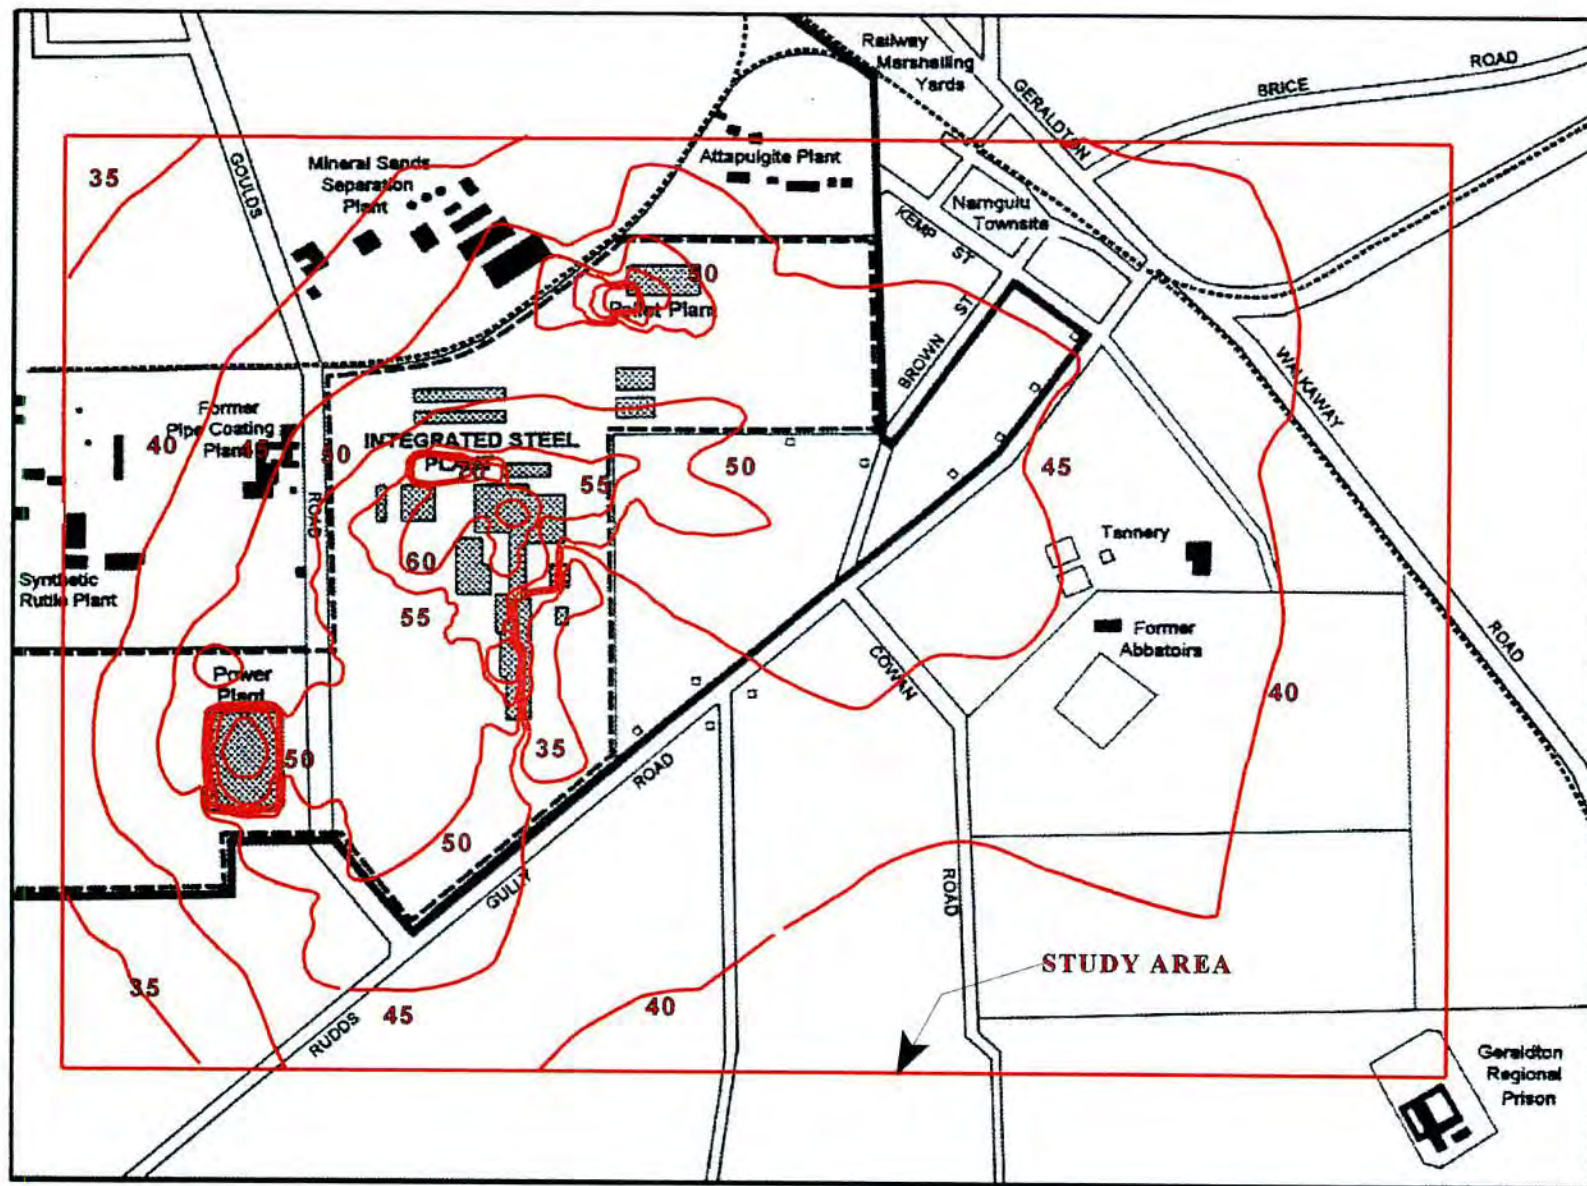 Railway
Marshalling
Yards
GERALDTON
BRICE
ROAD
35
GOULDS
Mineral Sands
Separation
Plant
Attapulgite Plant
Narngulu
Townsite
KEMP ST
50
Pellet Plant
BROWN ST
WALKAWAY
Former
Pipe Coating
Plant
40
45
50
INTEGRATED STEEL
PLANT
70
55
50
45
40
ROAD
Tannery
60
Synthetic
Rutile Plant
55
Former
Abbatoirs
ROAD
COWAN
Power
Plant
40
50
35
ROAD
50
GULLY
ROAD
STUDY AREA
35
45
40
RUDDS
Geraldton
Regional
Prison